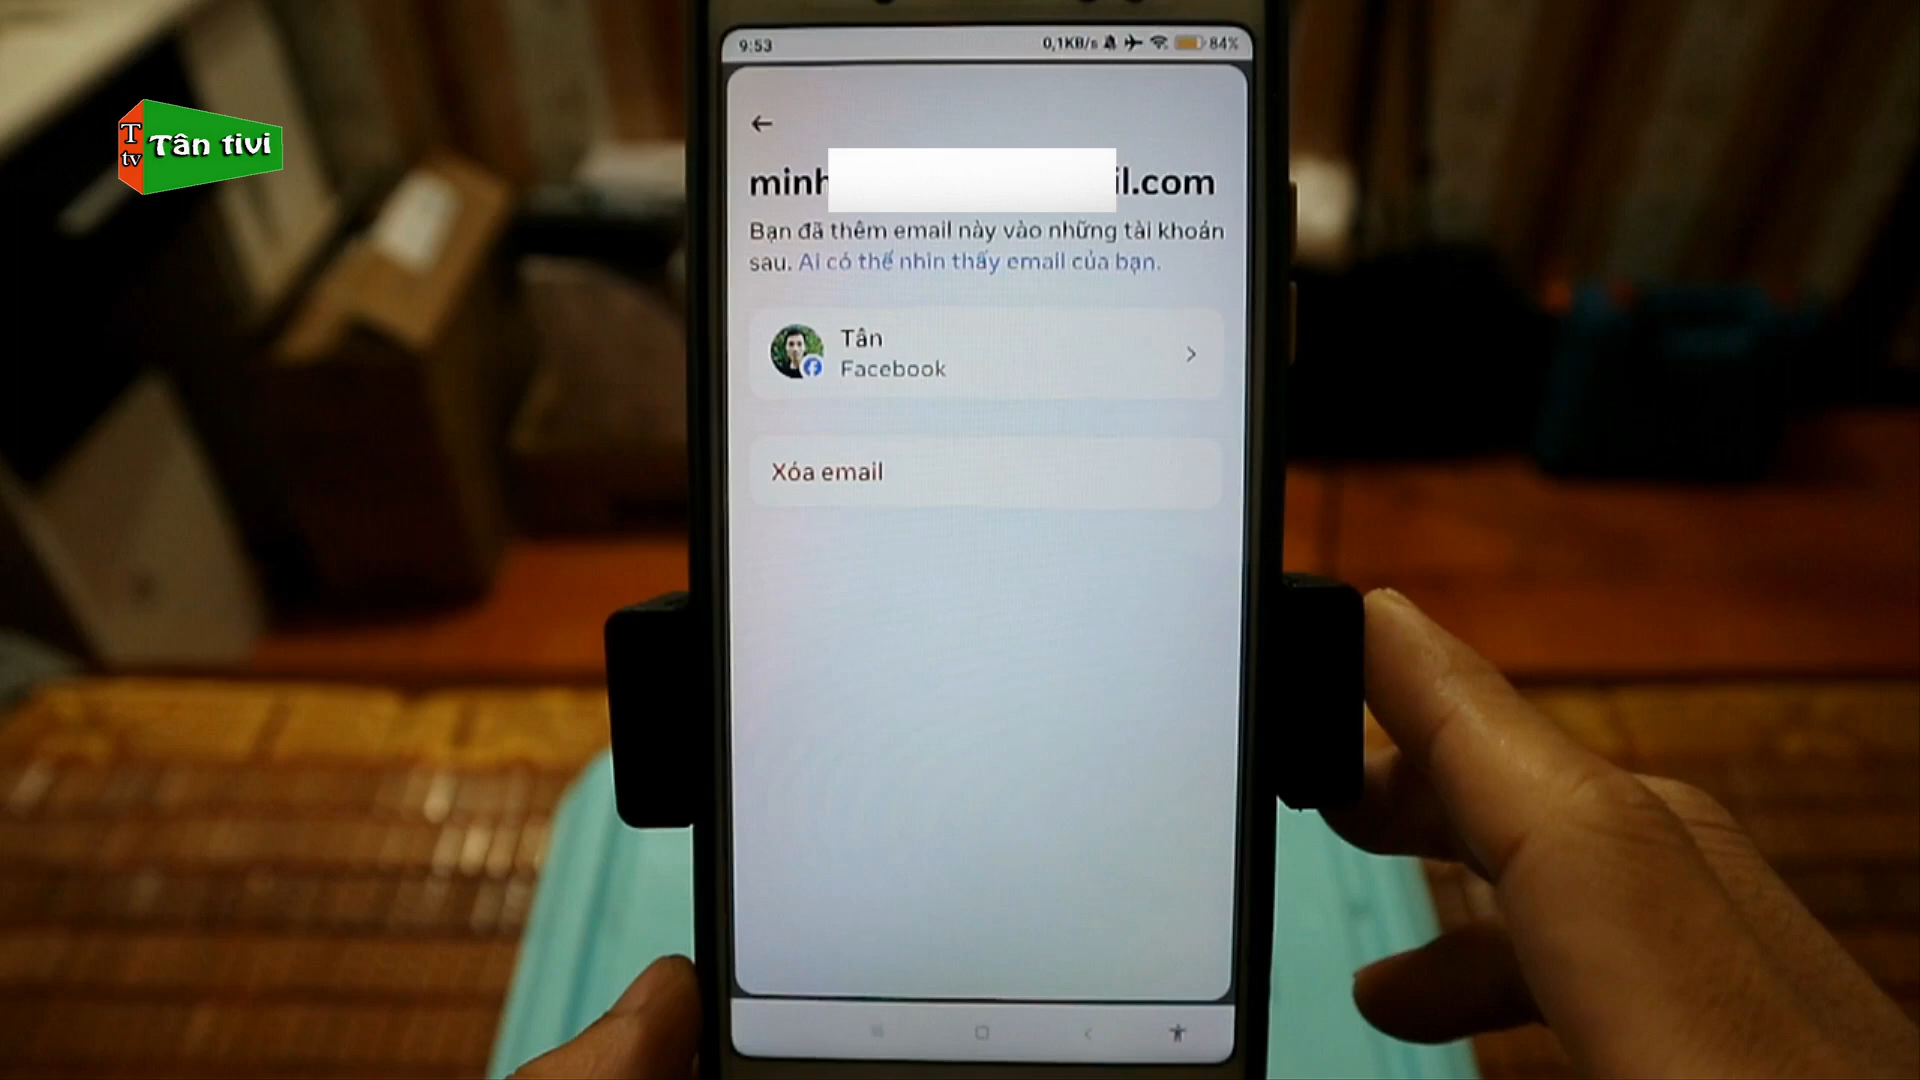 T
tv
Tân tivi
9:53
0,1KB/s 84%
minh il.com
Bạn đã thêm email này vào những tài khoản
sau. Ai có thể nhìn thấy email của bạn.
Tân
Facebook
Xóa email